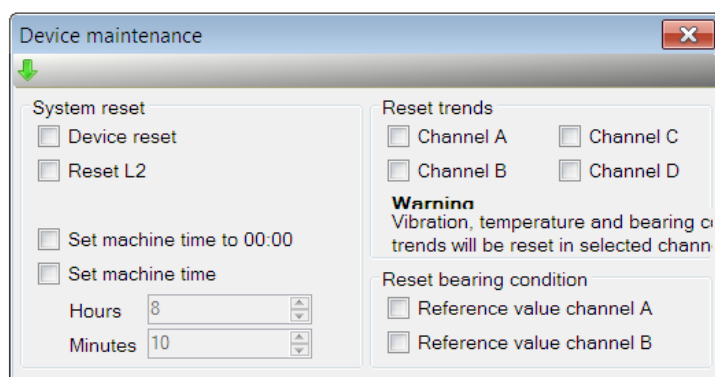 Device maintenance
System reset
Device reset
Reset L2
Set machine time to 00:00
Set machine time
Hours 8
Minutes 10
Reset trends
Channel A Channel C
Channel B Channel D
Warning
Vibration, temperature and bearing
trends will be reset in selected
Reset bearing condition
Reference value channel A
Reference value channel B